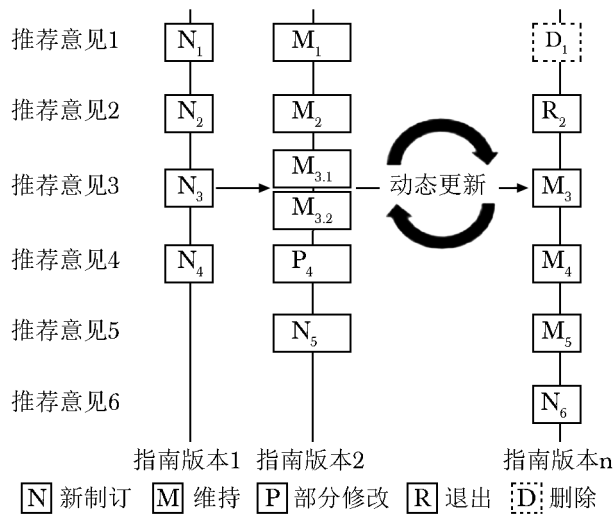 推荐意见1 N₁ M₁ D₁
推荐意见2 N₂ M₂ R₂
M₃.₁
推荐意见3 N₃ 动态更新 M₃
M₃.₂
推荐意见4 N₄ P₄ M₄
推荐意见5 N₅ M₅
推荐意见6 N₆
指南版本1 指南版本2 指南版本n
N 新制订 M 维持 P 部分修改 R 退出 D 删除